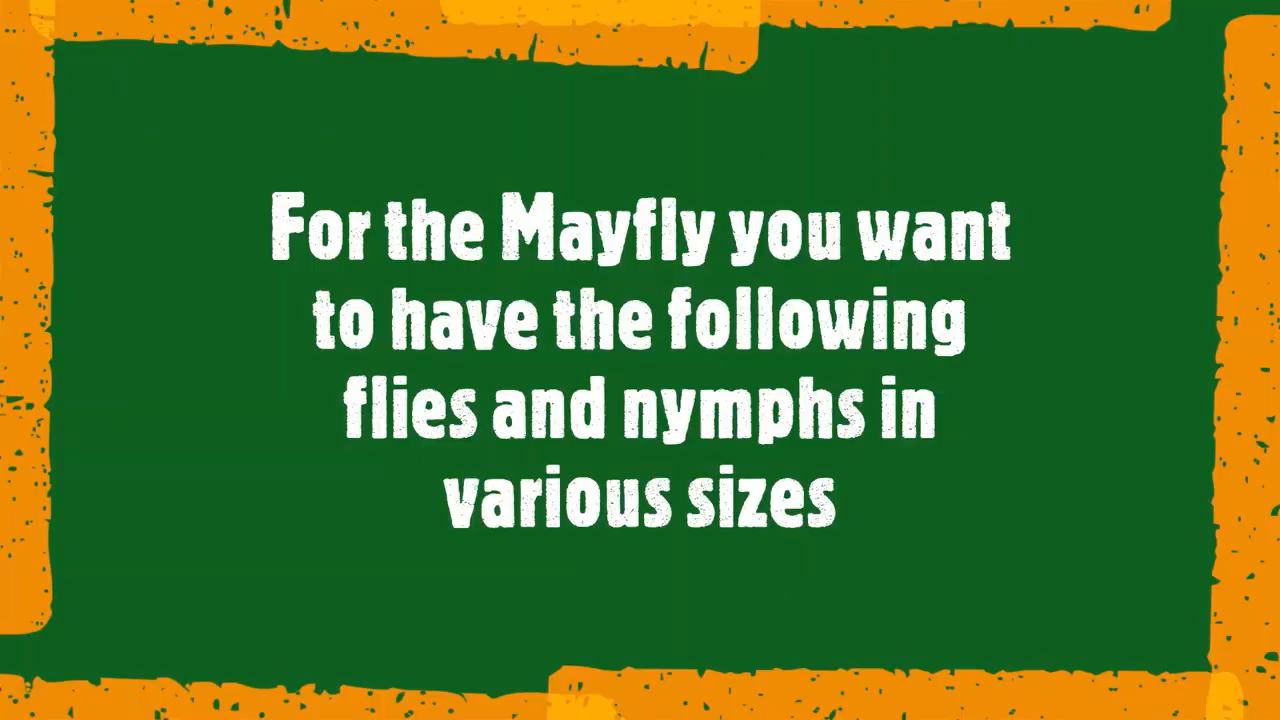 For the Mayfly you want
to have the following
flies and nymphs in
various sizes